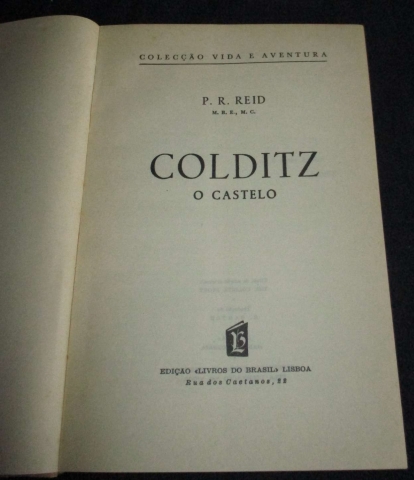 COLECÇÃO VIDA E AVENTURA
P. R. REID
M. B. E., M. C.
COLDITZ
O CASTELO
EDIÇÃO «LIVROS DO BRASIL» LISBOA
Rua dos Caetanos, 22